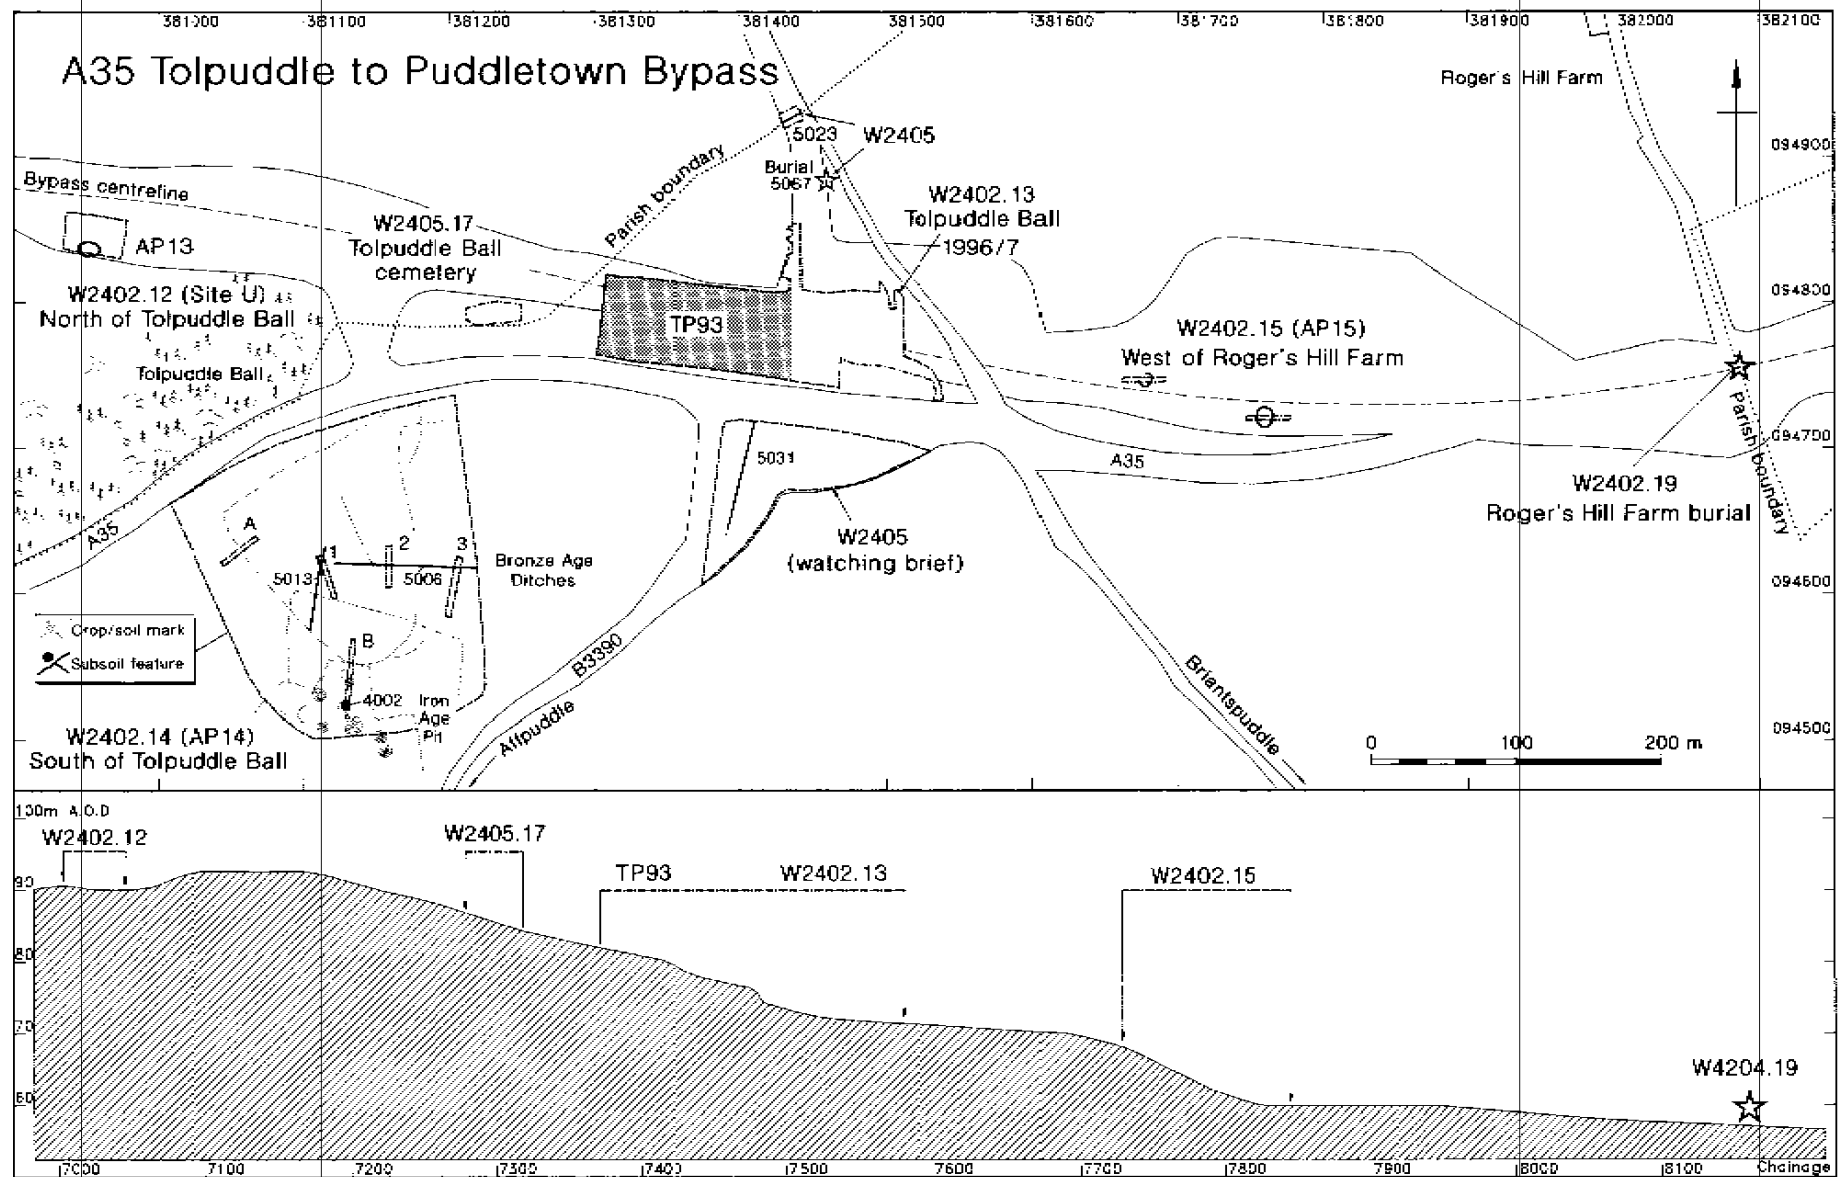 381000 381100 381200 381300 381400 381500 381600 381700 381800 381900 382000 382100
A35 Tolpuddle to Puddletown Bypass
Roger's Hill Farm
5023
W2405
094900
Burial
5067
Parish boundary
Bypass centreline
W2402.13
Tolpuddle Ball
1996/7
W2405.17
Tolpuddle Ball
cemetery
AP13
W2402.12 (Site U)
North of Tolpuddle Ball
094800
TP93
W2402.15 (AP15)
West of Roger's Hill Farm
Tolpuddle Ball
Parish boundary
094700
5031
A35
W2402.19
Roger's Hill Farm burial
A35
A
W2405
(watching brief)
1
2
3
5013
5006
Bronze Age
Ditches
094600
Crop/soil mark
Subsoil feature
B
B3390
Affpuddle
Briantspuddle
4002
Iron
Age
Pit
W2402.14 (AP14)
South of Tolpuddle Ball
0 100 200 m
094500
100m A.O.D
W2402.12
W2405.17
TP93
W2402.13
W2402.15
90
80
70
60
W4204.19
7000 7100 7200 7300 7400 7500 7600 7700 7800 7900 8000 8100 Chainage